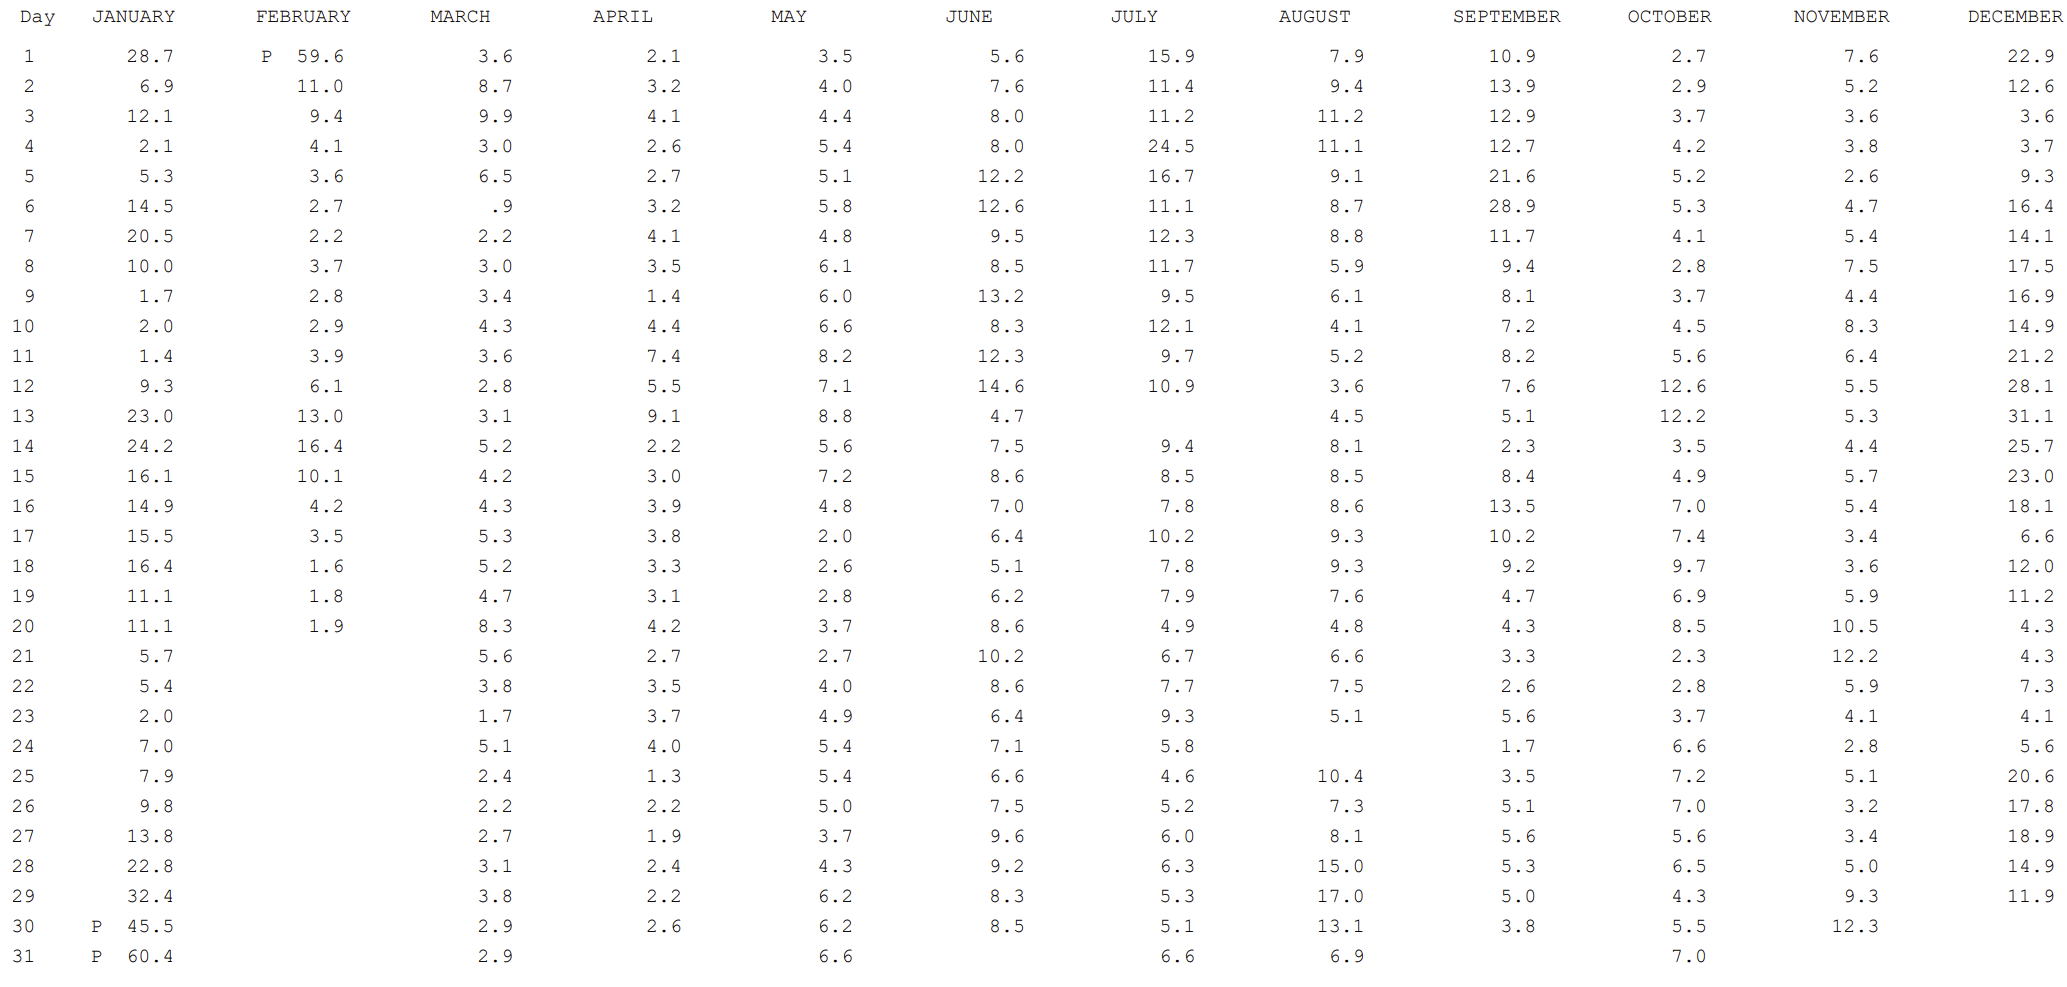 Day JANUARY FEBRUARY MARCH APRIL MAY JUNE JULY AUGUST SEPTEMBER OCTOBER NOVEMBER DECEMBER
1 28.7 P 59.6 3.6 2.1 3.5 5.6 15.9 7.9 10.9 2.7 7.6 22.9
2 6.9 11.0 8.7 3.2 4.0 7.6 11.4 9.4 13.9 2.9 5.2 12.6
3 12.1 9.4 9.9 4.1 4.4 8.0 11.2 11.2 12.9 3.7 3.6 3.6
4 2.1 4.1 3.0 2.6 5.4 8.0 24.5 11.1 12.7 4.2 3.8 3.7
5 5.3 3.6 6.5 2.7 5.1 12.2 16.7 9.1 21.6 5.2 2.6 9.3
6 14.5 2.7 .9 3.2 5.8 12.6 11.1 8.7 28.9 5.3 4.7 16.4
7 20.5 2.2 2.2 4.1 4.8 9.5 12.3 8.8 11.7 4.1 5.4 14.1
8 10.0 3.7 3.0 3.5 6.1 8.5 11.7 5.9 9.4 2.8 7.5 17.5
9 1.7 2.8 3.4 1.4 6.0 13.2 9.5 6.1 8.1 3.7 4.4 16.9
10 2.0 2.9 4.3 4.4 6.6 8.3 12.1 4.1 7.2 4.5 8.3 14.9
11 1.4 3.9 3.6 7.4 8.2 12.3 9.7 5.2 8.2 5.6 6.4 21.2
12 9.3 6.1 2.8 5.5 7.1 14.6 10.9 3.6 7.6 12.6 5.5 28.1
13 23.0 13.0 3.1 9.1 8.8 4.7 4.5 5.1 12.2 5.3 31.1
14 24.2 16.4 5.2 2.2 5.6 7.5 9.4 8.1 2.3 3.5 4.4 25.7
15 16.1 10.1 4.2 3.0 7.2 8.6 8.5 8.5 8.4 4.9 5.7 23.0
16 14.9 4.2 4.3 3.9 4.8 7.0 7.8 8.6 13.5 7.0 5.4 18.1
17 15.5 3.5 5.3 3.8 2.0 6.4 10.2 9.3 10.2 7.4 3.4 6.6
18 16.4 1.6 5.2 3.3 2.6 5.1 7.8 9.3 9.2 9.7 3.6 12.0
19 11.1 1.8 4.7 3.1 2.8 6.2 7.9 7.6 4.7 6.9 5.9 11.2
20 11.1 1.9 8.3 4.2 3.7 8.6 4.9 4.8 4.3 8.5 10.5 4.3
21 5.7 5.6 2.7 2.7 10.2 6.7 6.6 3.3 2.3 12.2 4.3
22 5.4 3.8 3.5 4.0 8.6 7.7 7.5 2.6 2.8 5.9 7.3
23 2.0 1.7 3.7 4.9 6.4 9.3 5.1 5.6 3.7 4.1 4.1
24 7.0 5.1 4.0 5.4 7.1 5.8 1.7 6.6 2.8 5.6
25 7.9 2.4 1.3 5.4 6.6 4.6 10.4 3.5 7.2 5.1 20.6
26 9.8 2.2 2.2 5.0 7.5 5.2 7.3 5.1 7.0 3.2 17.8
27 13.8 2.7 1.9 3.7 9.6 6.0 8.1 5.6 5.6 3.4 18.9
28 22.8 3.1 2.4 4.3 9.2 6.3 15.0 5.3 6.5 5.0 14.9
29 32.4 3.8 2.2 6.2 8.3 5.3 17.0 5.0 4.3 9.3 11.9
30 P 45.5 2.9 2.6 6.2 8.5 5.1 13.1 3.8 5.5 12.3
31 P 60.4 2.9 6.6 6.6 6.9 7.0